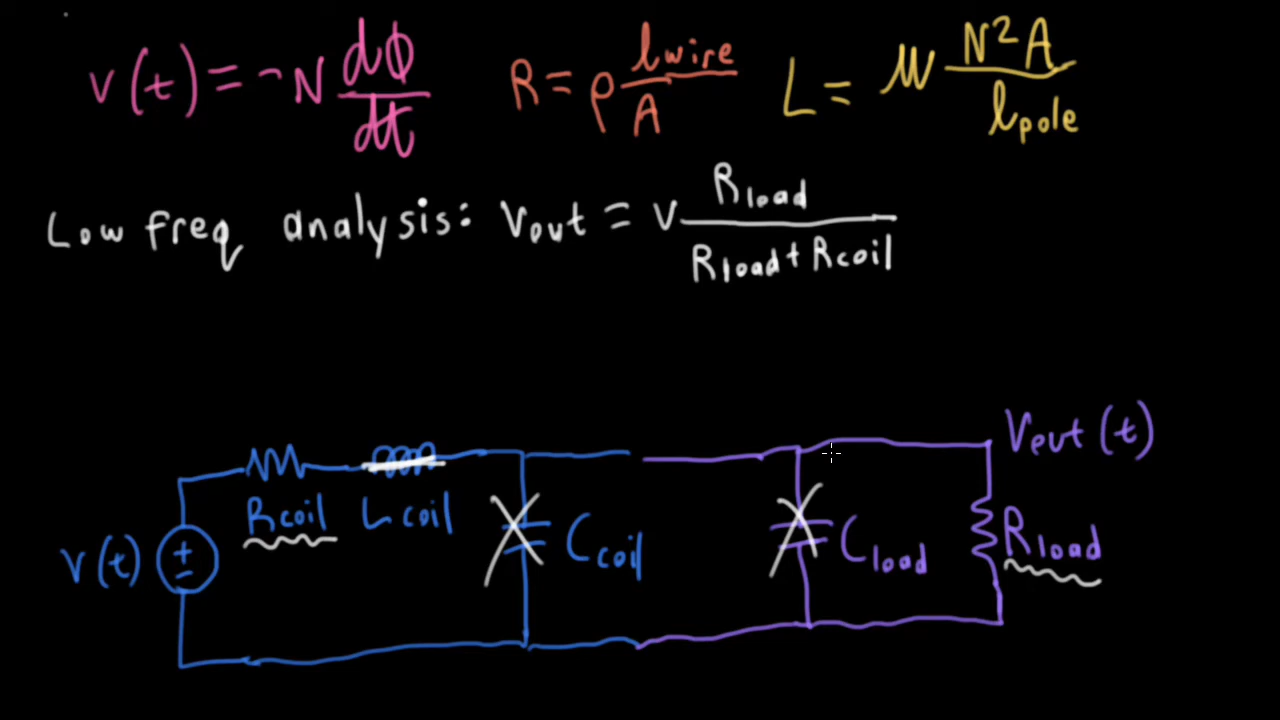 v(t) = -N dϕ/dt R = ρ lwire/A L = μ N²A/lpole
Low freq analysis: Vout = v Rload/(Rload + Rcoil)
Vout(t)
Rcoil Lcoil
v(t) + - Ccoil Cload Rload